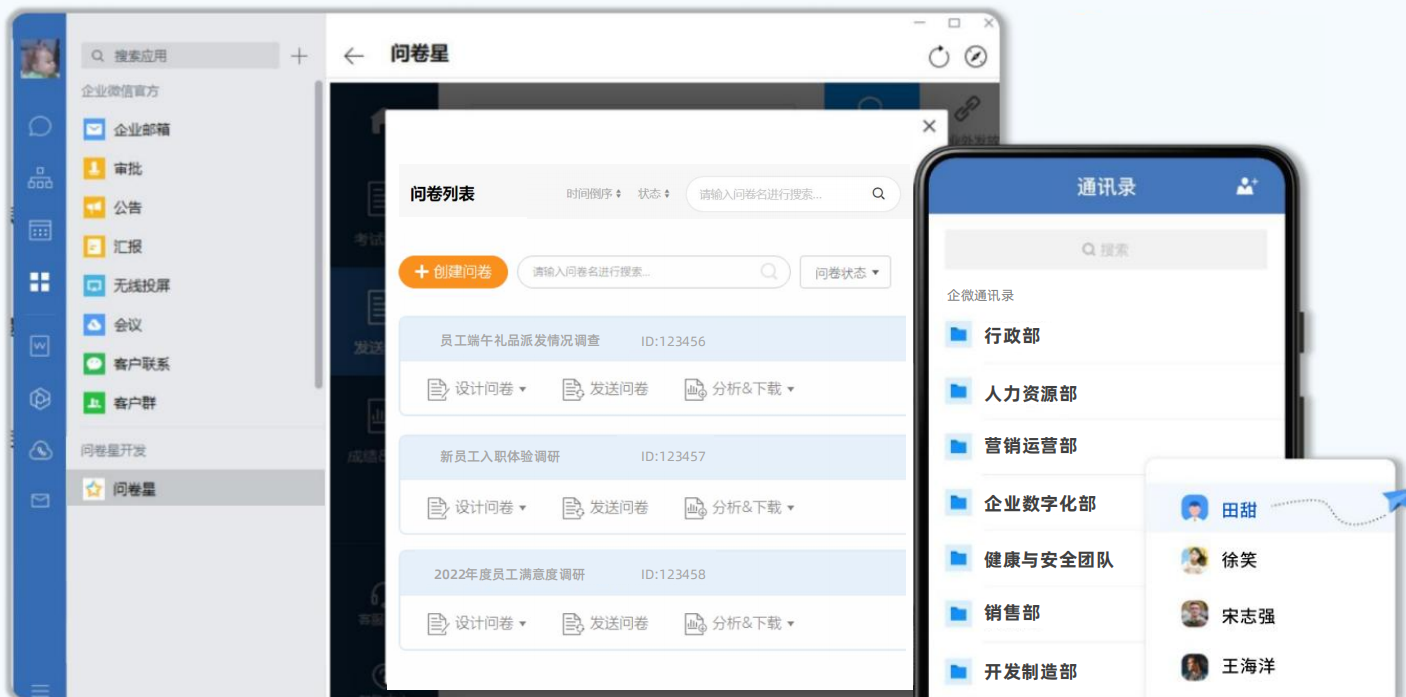 搜索应用
企业微信官方
企业邮箱
审批
公告
汇报
无线投屏
会议
客户联系
客户群
问卷星开发
问卷星
问卷星
考试
发送
成绩&
客服
问卷列表
时间倒序 状态 请输入问卷名进行搜索...
创建问卷 请输入问卷名进行搜索... 问卷状态
员工端午礼品派发情况调查 ID:123456
设计问卷 发送问卷 分析&下载
新员工入职体验调研 ID:123457
设计问卷 发送问卷 分析&下载
2022年度员工满意度调研 ID:123458
设计问卷 发送问卷 分析&下载
通讯录
搜索
企微通讯录
行政部
人力资源部
营销运营部
企业数字化部
健康与安全团队
销售部
开发制造部
田甜
徐笑
宋志强
王海洋